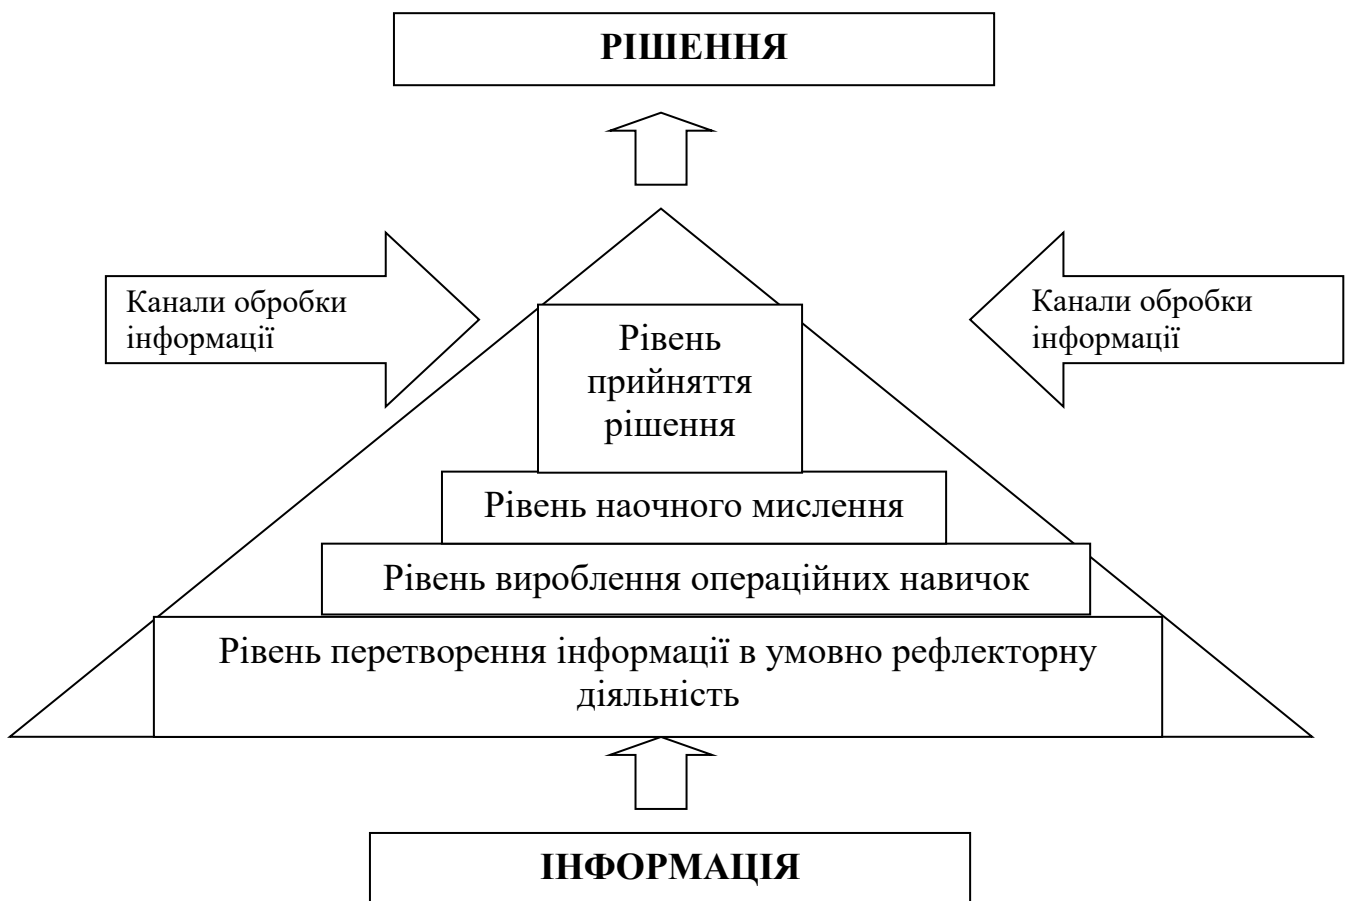 РІШЕННЯ
Канали обробки
інформації
Канали обробки
інформації
Рівень
прийняття
рішення
Рівень наочного мислення
Рівень вироблення операційних навичок
Рівень перетворення інформації в умовно рефлекторну
діяльність
ІНФОРМАЦІЯ